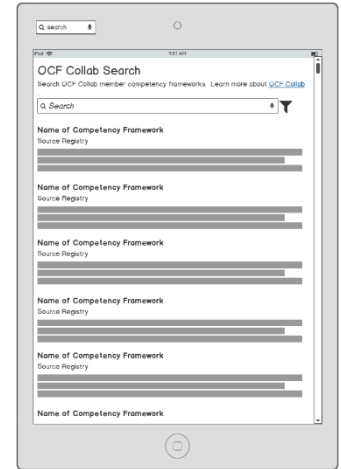 search
iPad
9:51 AM
OCF Collab Search
Search OCF Collab member competency frameworks. Learn more about OCF Collab
Search
Name of Competency Framework
Source Registry
Name of Competency Framework
Source Registry
Name of Competency Framework
Source Registry
Name of Competency Framework
Source Registry
Name of Competency Framework
Source Registry
Name of Competency Framework